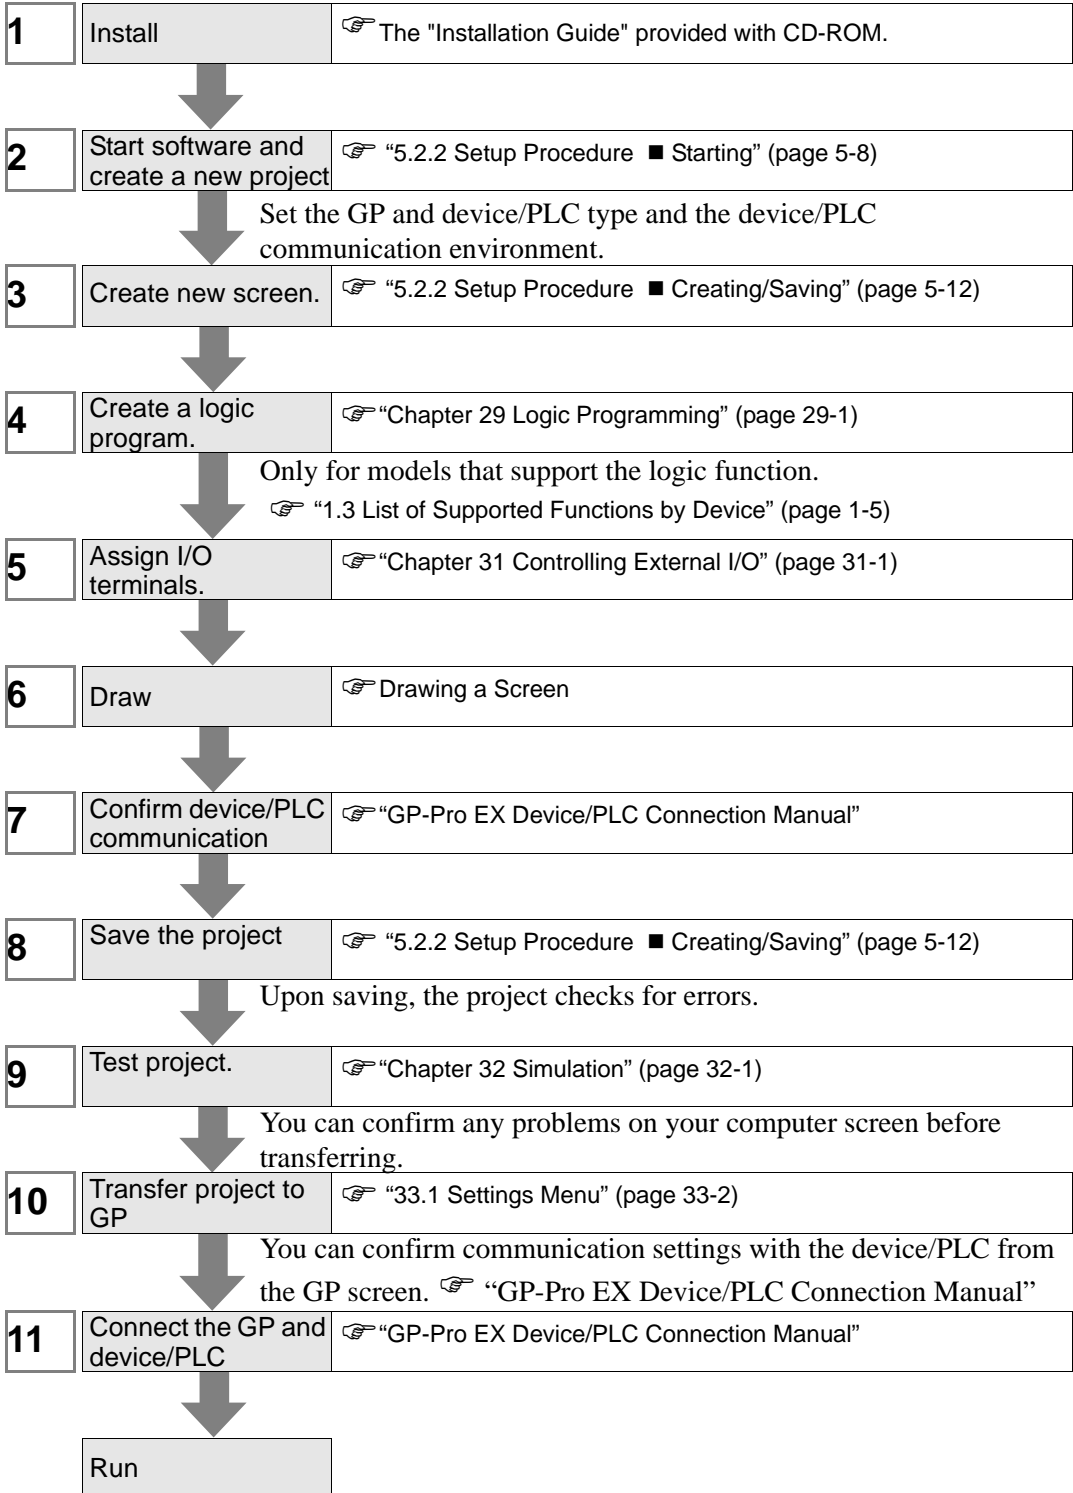 1
Install
☞ The "Installation Guide" provided with CD-ROM.
2
Start software and
create a new project
☞ “5.2.2 Setup Procedure ■ Starting” (page 5-8)
Set the GP and device/PLC type and the device/PLC
communication environment.
3
Create new screen.
☞ “5.2.2 Setup Procedure ■ Creating/Saving” (page 5-12)
4
Create a logic
program.
☞ “Chapter 29 Logic Programming” (page 29-1)
Only for models that support the logic function.
☞ “1.3 List of Supported Functions by Device” (page 1-5)
5
Assign I/O
terminals.
☞ “Chapter 31 Controlling External I/O” (page 31-1)
6
Draw
☞ Drawing a Screen
7
Confirm device/PLC
communication
☞ “GP-Pro EX Device/PLC Connection Manual”
8
Save the project
☞ “5.2.2 Setup Procedure ■ Creating/Saving” (page 5-12)
Upon saving, the project checks for errors.
9
Test project.
☞ “Chapter 32 Simulation” (page 32-1)
You can confirm any problems on your computer screen before
transferring.
10
Transfer project to
GP
☞ “33.1 Settings Menu” (page 33-2)
You can confirm communication settings with the device/PLC from
the GP screen. ☞ “GP-Pro EX Device/PLC Connection Manual”
11
Connect the GP and
device/PLC
☞ “GP-Pro EX Device/PLC Connection Manual”
Run